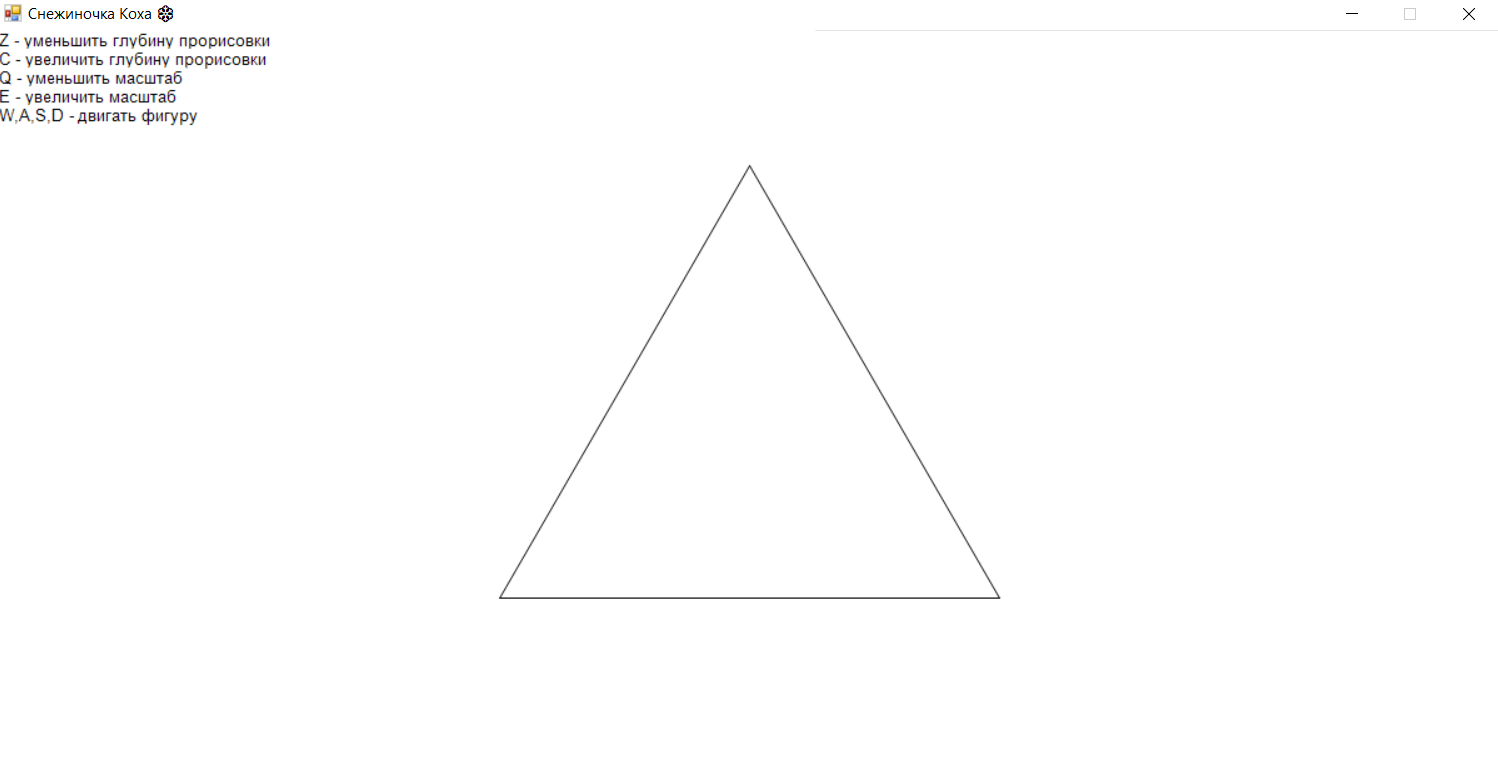 Снежиночка Коха ❆
Z - уменьшить глубину прорисовки
C - увеличить глубину прорисовки
Q - уменьшить масштаб
E - увеличить масштаб
W,A,S,D - двигать фигуру